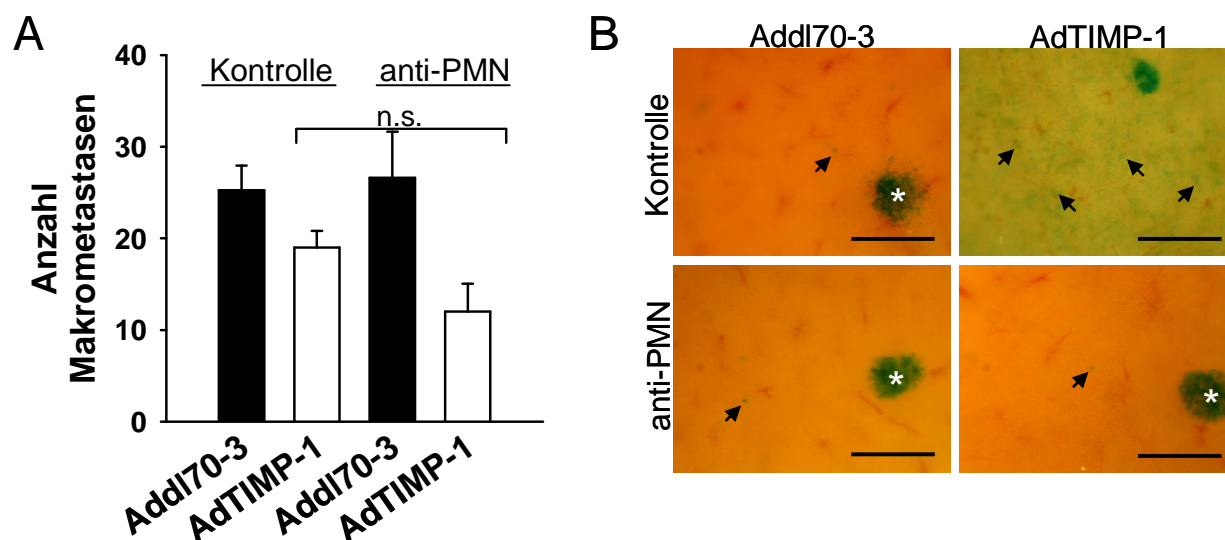 A
Anzahl
Makrometastasen
40
30
20
10
0
Kontrolle
anti-PMN
n.s.
Addl70-3
AdTIMP-1
Addl70-3
AdTIMP-1
B
Addl70-3
AdTIMP-1
Kontrolle
*
anti-PMN
*
*